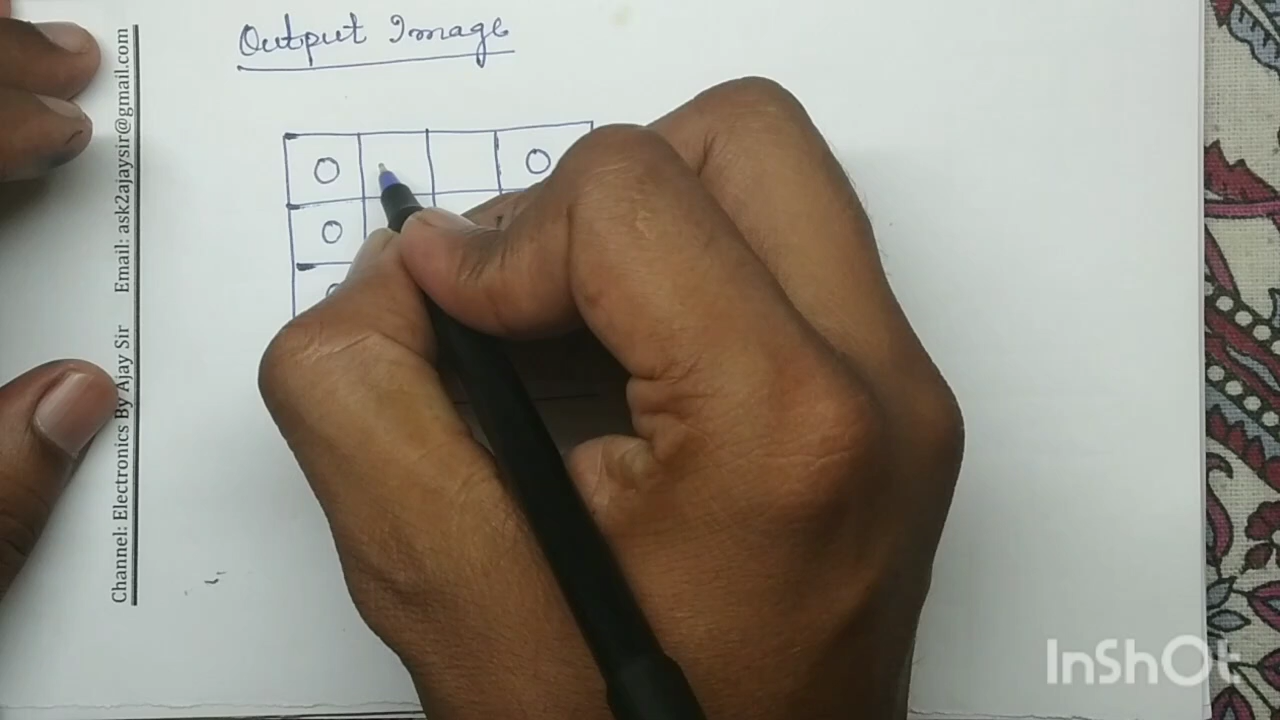 Output Image
0 0
0
Channel: Electronics By Ajay Sir Email: ask2ajaysir@gmail.com
InShOt